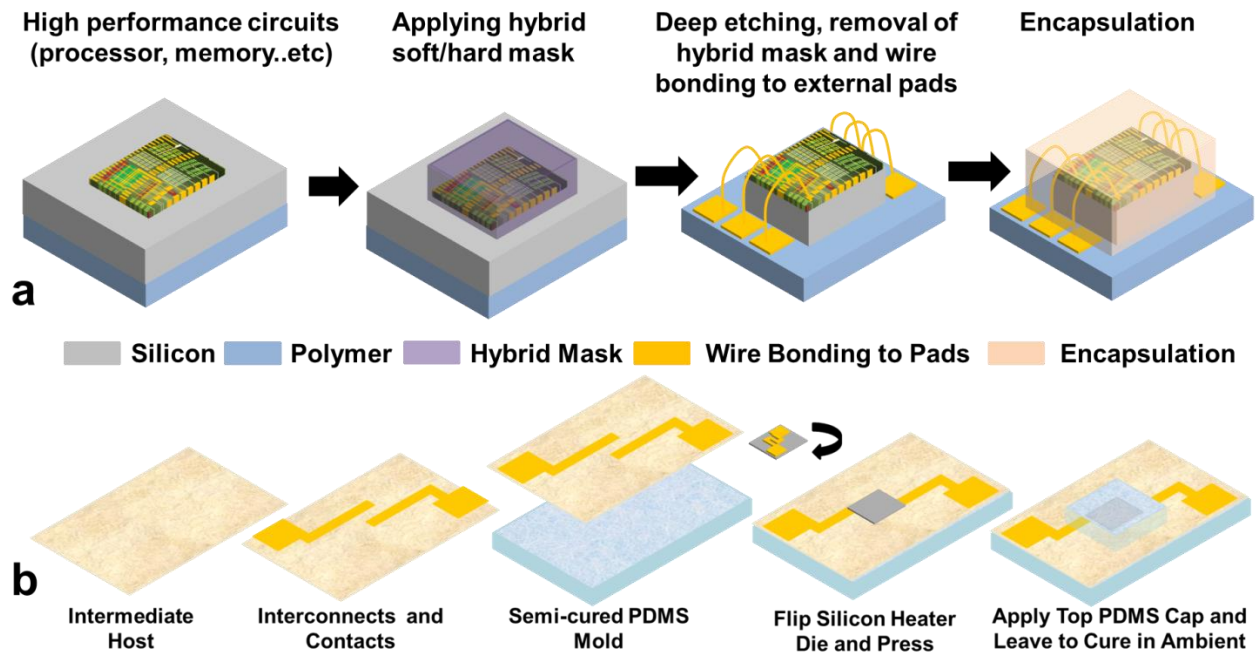 High performance circuits
(processor, memory..etc)
Applying hybrid
soft/hard mask
Deep etching, removal of
hybrid mask and wire
bonding to external pads
Encapsulation
a
Silicon
Polymer
Hybrid Mask
Wire Bonding to Pads
Encapsulation
b
Intermediate
Host
Interconnects and
Contacts
Semi-cured PDMS
Mold
Flip Silicon Heater
Die and Press
Apply Top PDMS Cap and
Leave to Cure in Ambient